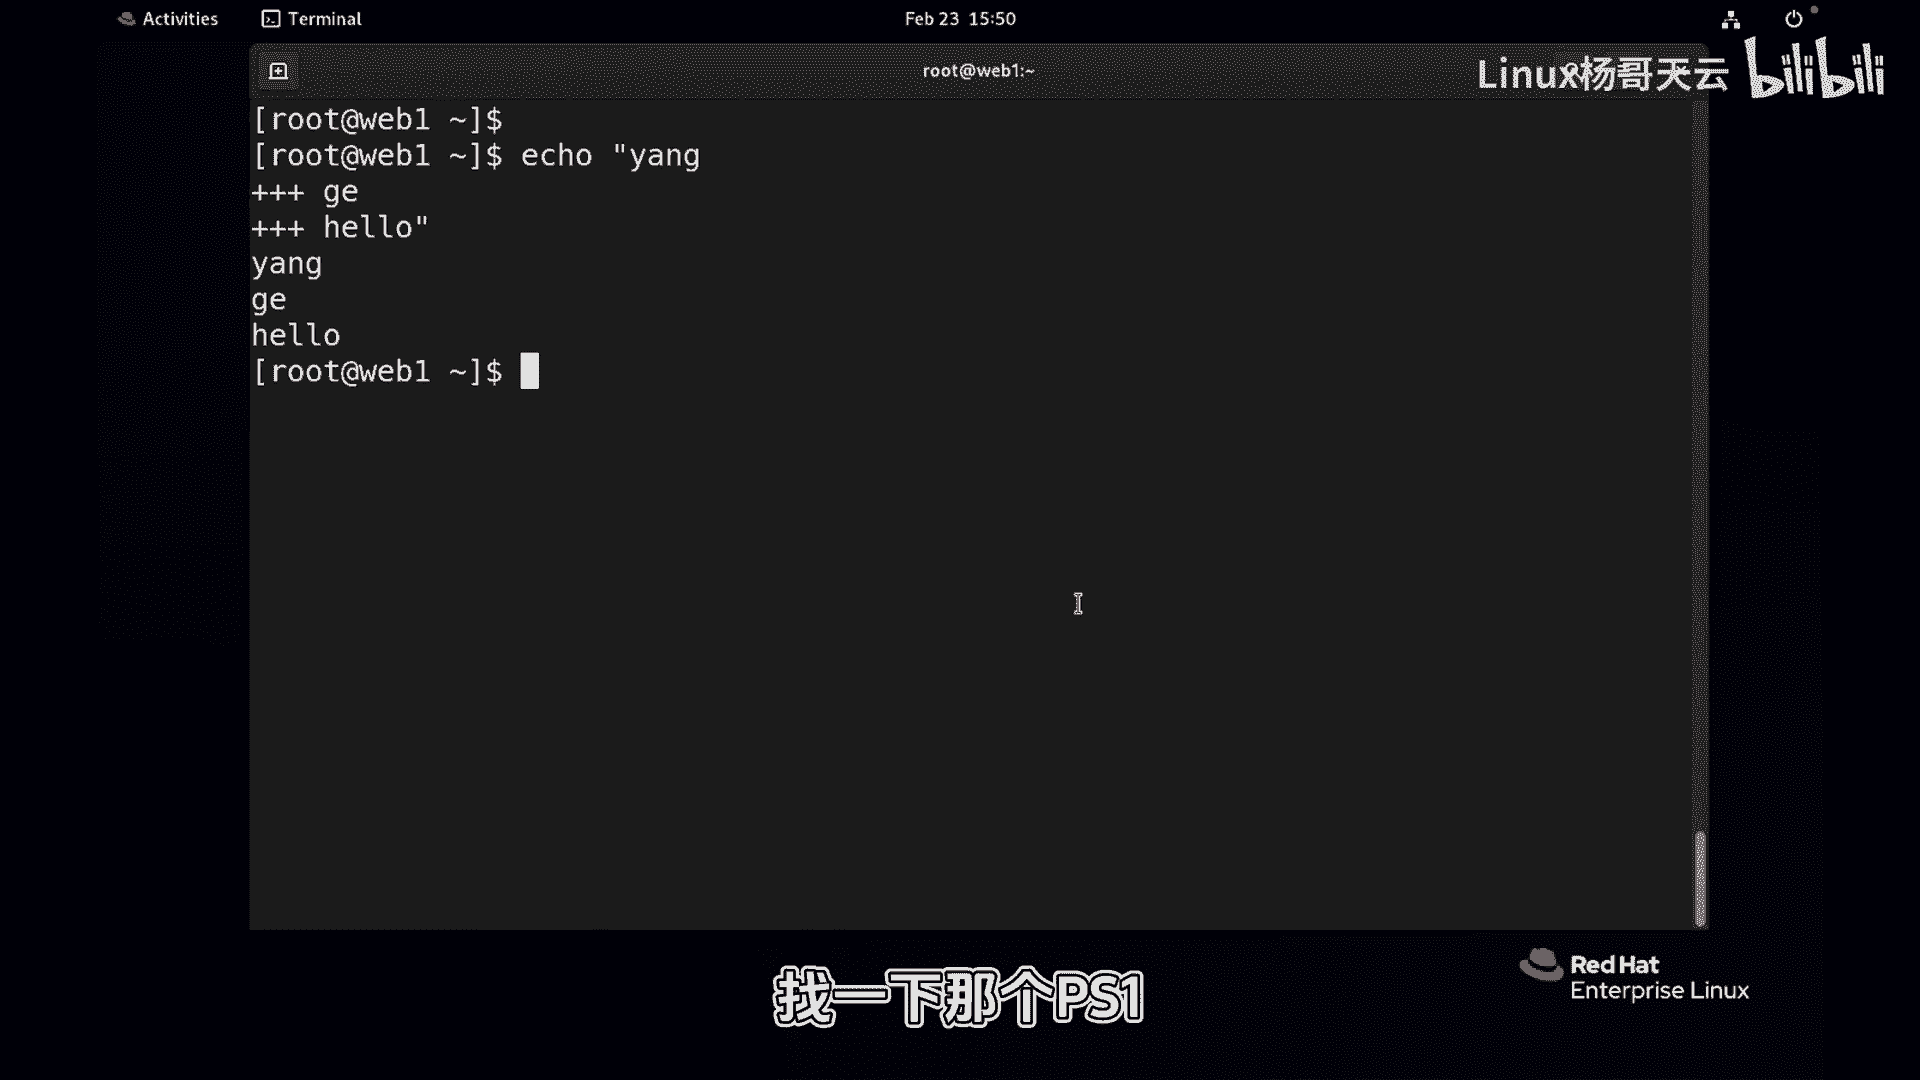 Activities Terminal Feb 23 15:50
root@web1:~
Linux杨哥天云 bilibili
[root@web1 ~]$
[root@web1 ~]$ echo "yang
+++ ge
+++ hello"
yang
ge
hello
[root@web1 ~]$
Red Hat
Enterprise Linux
找一下那个PS1